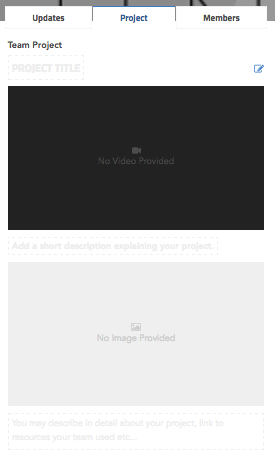 Updates
Project
Members
Team Project
PROJECT TITLE
No Video Provided
Add a short description explaining your project.
No Image Provided
You may describe in detail about your project, link to
resources your team used etc...